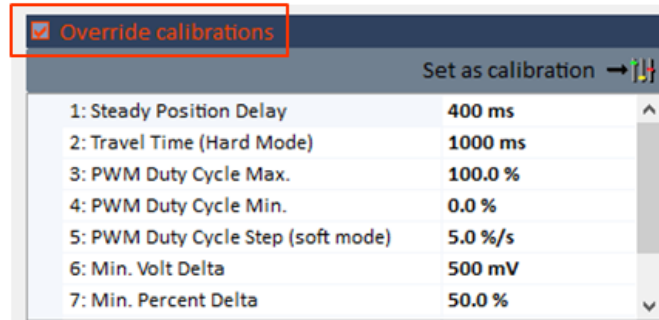 Override calibrations
Set as calibration
1: Steady Position Delay 400 ms
2: Travel Time (Hard Mode) 1000 ms
3: PWM Duty Cycle Max. 100.0 %
4: PWM Duty Cycle Min. 0.0 %
5: PWM Duty Cycle Step (soft mode) 5.0 %/s
6: Min. Volt Delta 500 mV
7: Min. Percent Delta 50.0 %